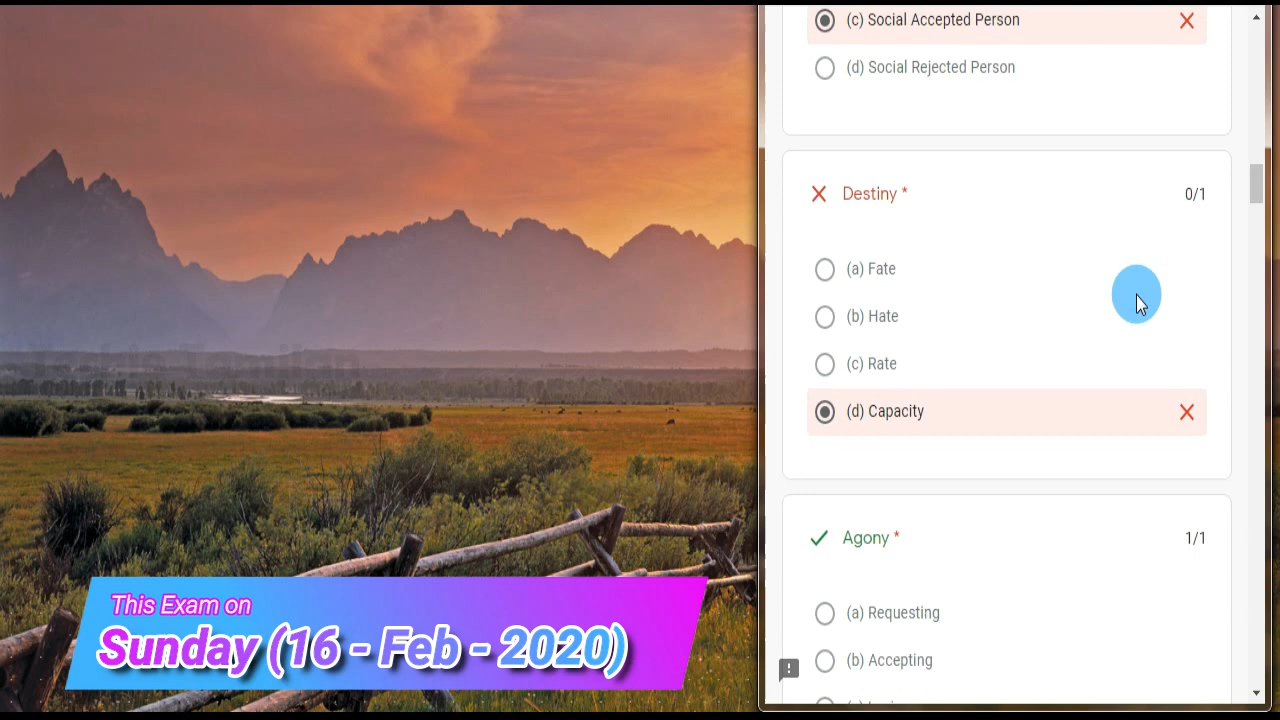 (c) Social Accepted Person
(d) Social Rejected Person
Destiny *
0/1
(a) Fate
(b) Hate
(c) Rate
(d) Capacity
Agony *
1/1
(a) Requesting
(b) Accepting
This Exam on
Sunday (16 - Feb - 2020)